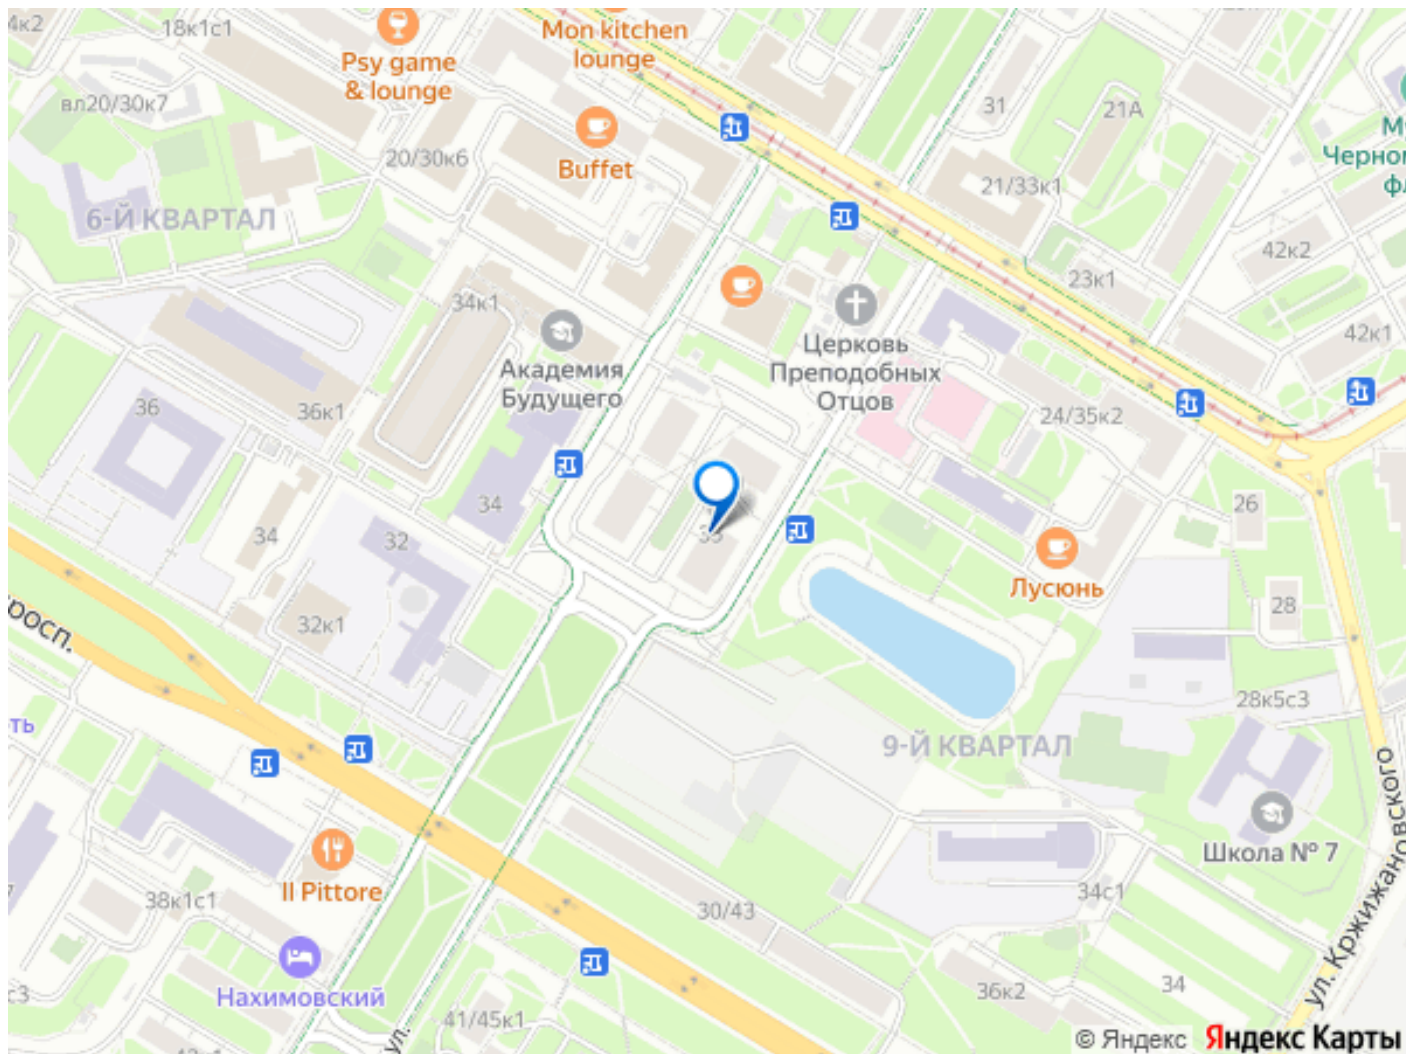 18к1с1
Psy game
& lounge
Mon kitchen
lounge
вл20/30к7
20/30к6
Buffet
31
21А
21/33к1
6-Й КВАРТАЛ
42к2
23к1
42к1
34к1
Академия
Будущего
Церковь
Преподобных
Отцов
36
36к1
24/35к2
34
34
32
26
32к1
Лусюнь
28
28к5с3
9-Й КВАРТАЛ
ул. Кржижановского
Школа № 7
Il Pittore
38к1с1
30/43
34с1
Нахимовский
41/45к1
36к2
34
© Яндекс Яндекс Карты